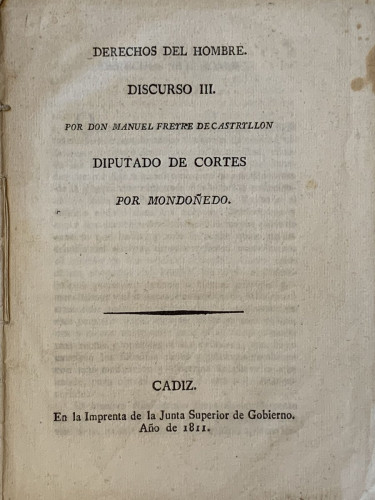 DERECHOS DEL HOMBRE.
DISCURSO III.
POR DON MANUEL FREYRE DE CASTRYLLON
DIPUTADO DE CORTES
POR MONDOÑEDO.
CADIZ.
En la Imprenta de la Junta Superior de Gobierno.
Año de 1811.